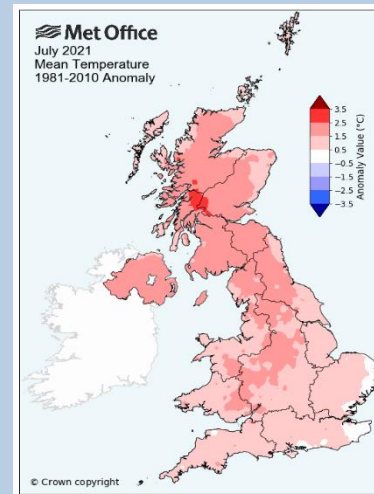 Met Office
July 2021
Mean Temperature
1981-2010 Anomaly
3.5
2.5
1.5
0.5
−0.5
−1.5
−2.5
−3.5
Anomaly Value (°C)
© Crown copyright